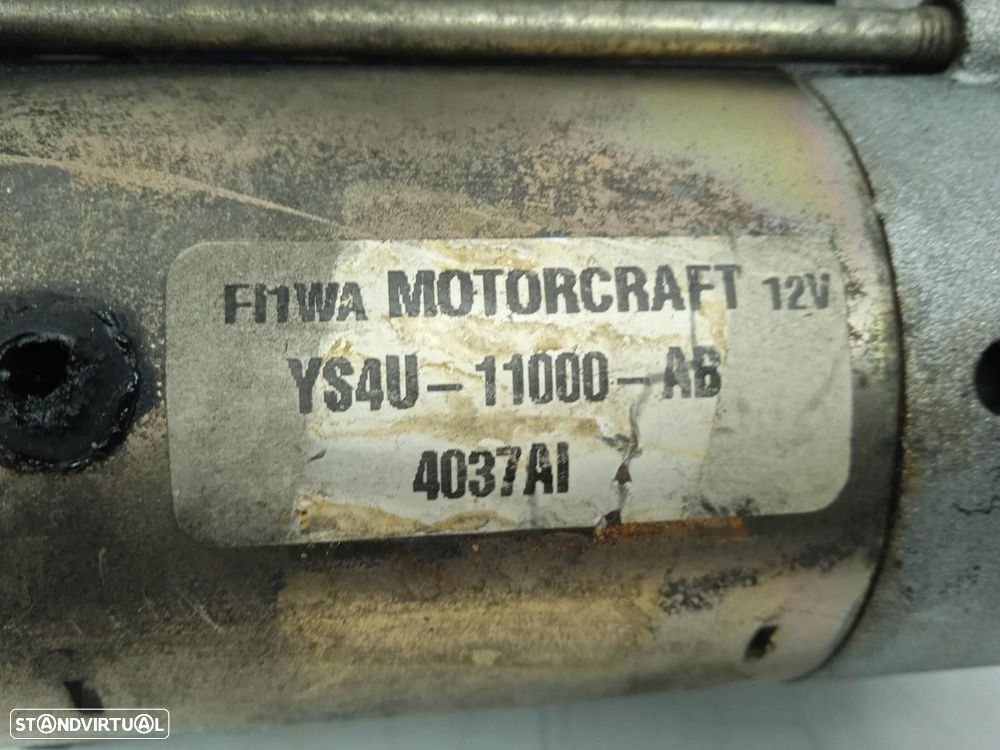 FI1WA MOTORCRAFT 12V
YS4U-11000-AB
4037AI
STANDVIRTUAL